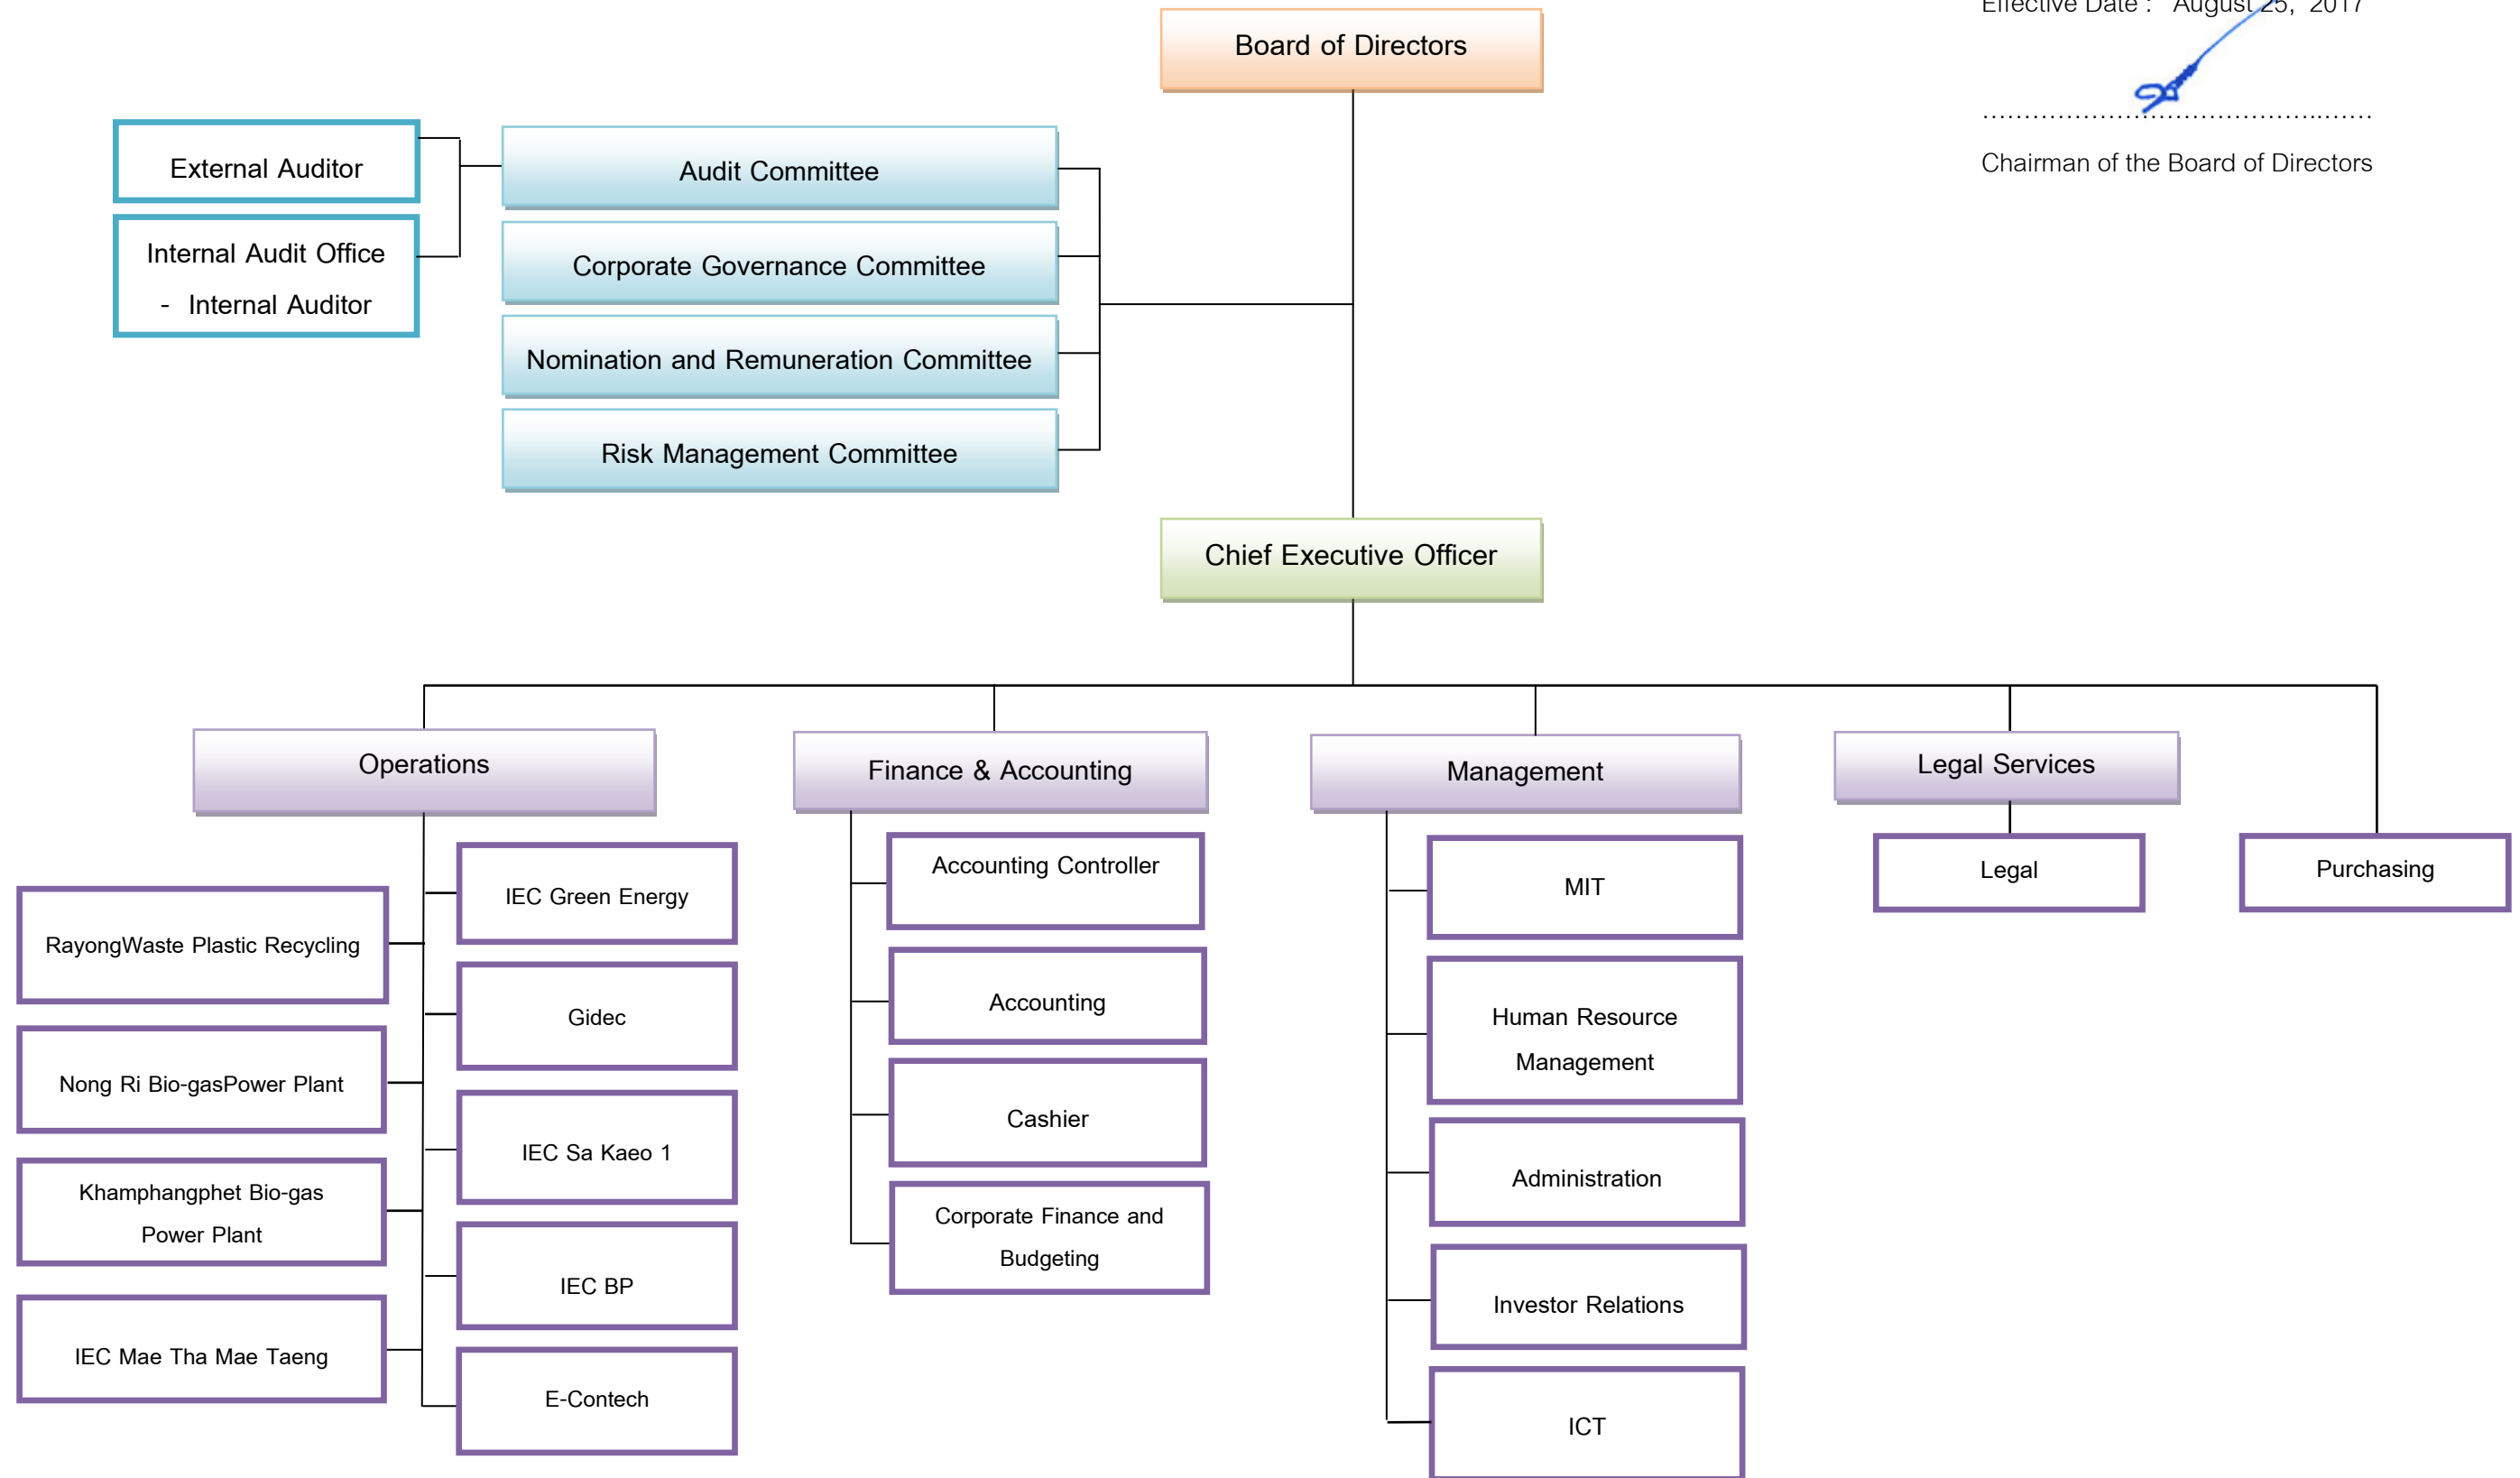 Effective Date : August 25, 2017
Board of Directors
................................................
Chairman of the Board of Directors
External Auditor
Internal Audit Office
- Internal Auditor
Audit Committee
Corporate Governance Committee
Nomination and Remuneration Committee
Risk Management Committee
Chief Executive Officer
Operations
Finance & Accounting
Management
Legal Services
RayongWaste Plastic Recycling
Nong Ri Bio-gasPower Plant
Khamphangphet Bio-gas
Power Plant
IEC Mae Tha Mae Taeng
IEC Green Energy
Gidec
IEC Sa Kaeo 1
IEC BP
E-Contech
Accounting Controller
Accounting
Cashier
Corporate Finance and
Budgeting
MIT
Human Resource
Management
Administration
Investor Relations
ICT
Legal
Purchasing